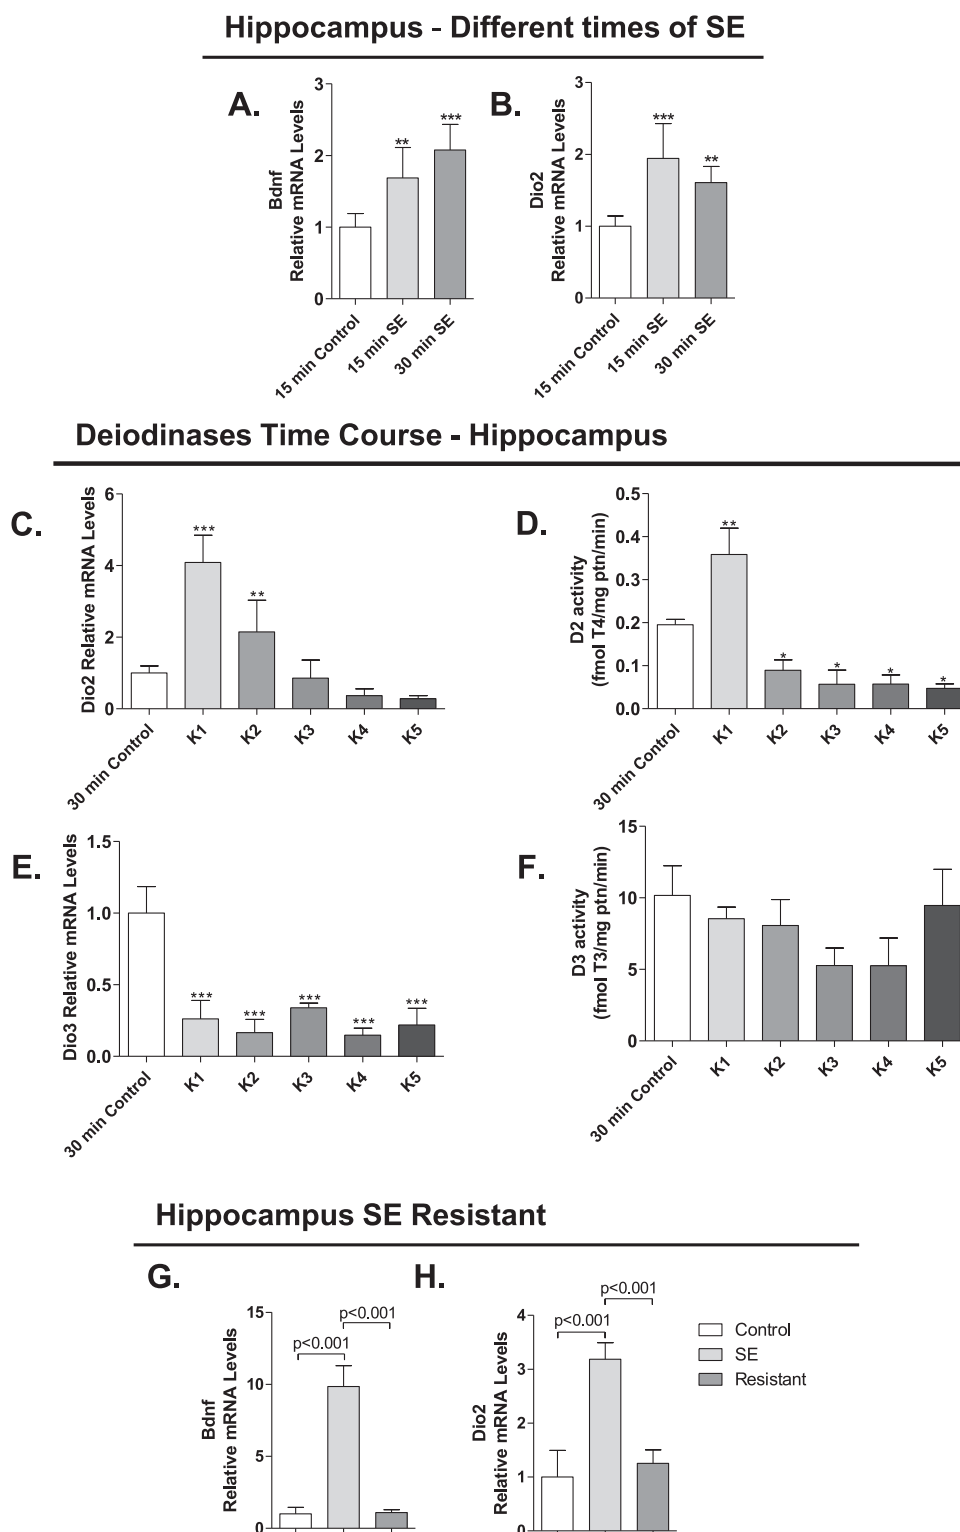 Hippocampus - Different times of SE
A.
Bdnf
Relative mRNA Levels
3
2
1
0
**
***
15 min Control
15 min SE
30 min SE
B.
Dio2
Relative mRNA Levels
3
2
1
0
***
**
15 min Control
15 min SE
30 min SE
Deiodinases Time Course - Hippocampus
C.
Dio2 Relative mRNA Levels
6
4
2
0
***
**
30 min Control
K1
K2
K3
K4
K5
D.
D2 activity
(fmol T4/mg ptn/min)
0.5
0.4
0.3
0.2
0.1
0.0
**
*
*
*
*
30 min Control
K1
K2
K3
K4
K5
E.
Dio3 Relative mRNA Levels
1.5
1.0
0.5
0.0
***
***
***
***
***
30 min Control
K1
K2
K3
K4
K5
F.
D3 activity
(fmol T3/mg ptn/min)
15
10
5
0
30 min Control
K1
K2
K3
K4
K5
Hippocampus SE Resistant
G.
Bdnf
Relative mRNA Levels
15
10
5
0
p<0.001
p<0.001
H.
Dio2
Relative mRNA Levels
4
3
2
1
0
p<0.001
p<0.001
Control
SE
Resistant